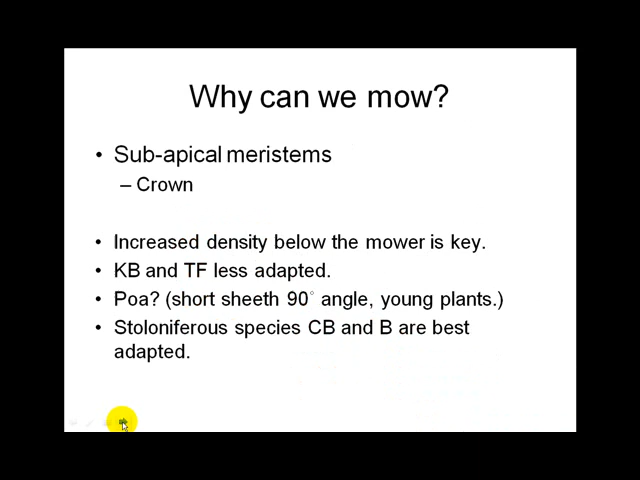 Why can we mow?
• Sub-apical meristems
– Crown
• Increased density below the mower is key.
• KB and TF less adapted.
• Poa? (short sheeth 90° angle, young plants.)
• Stoloniferous species CB and B are best
adapted.